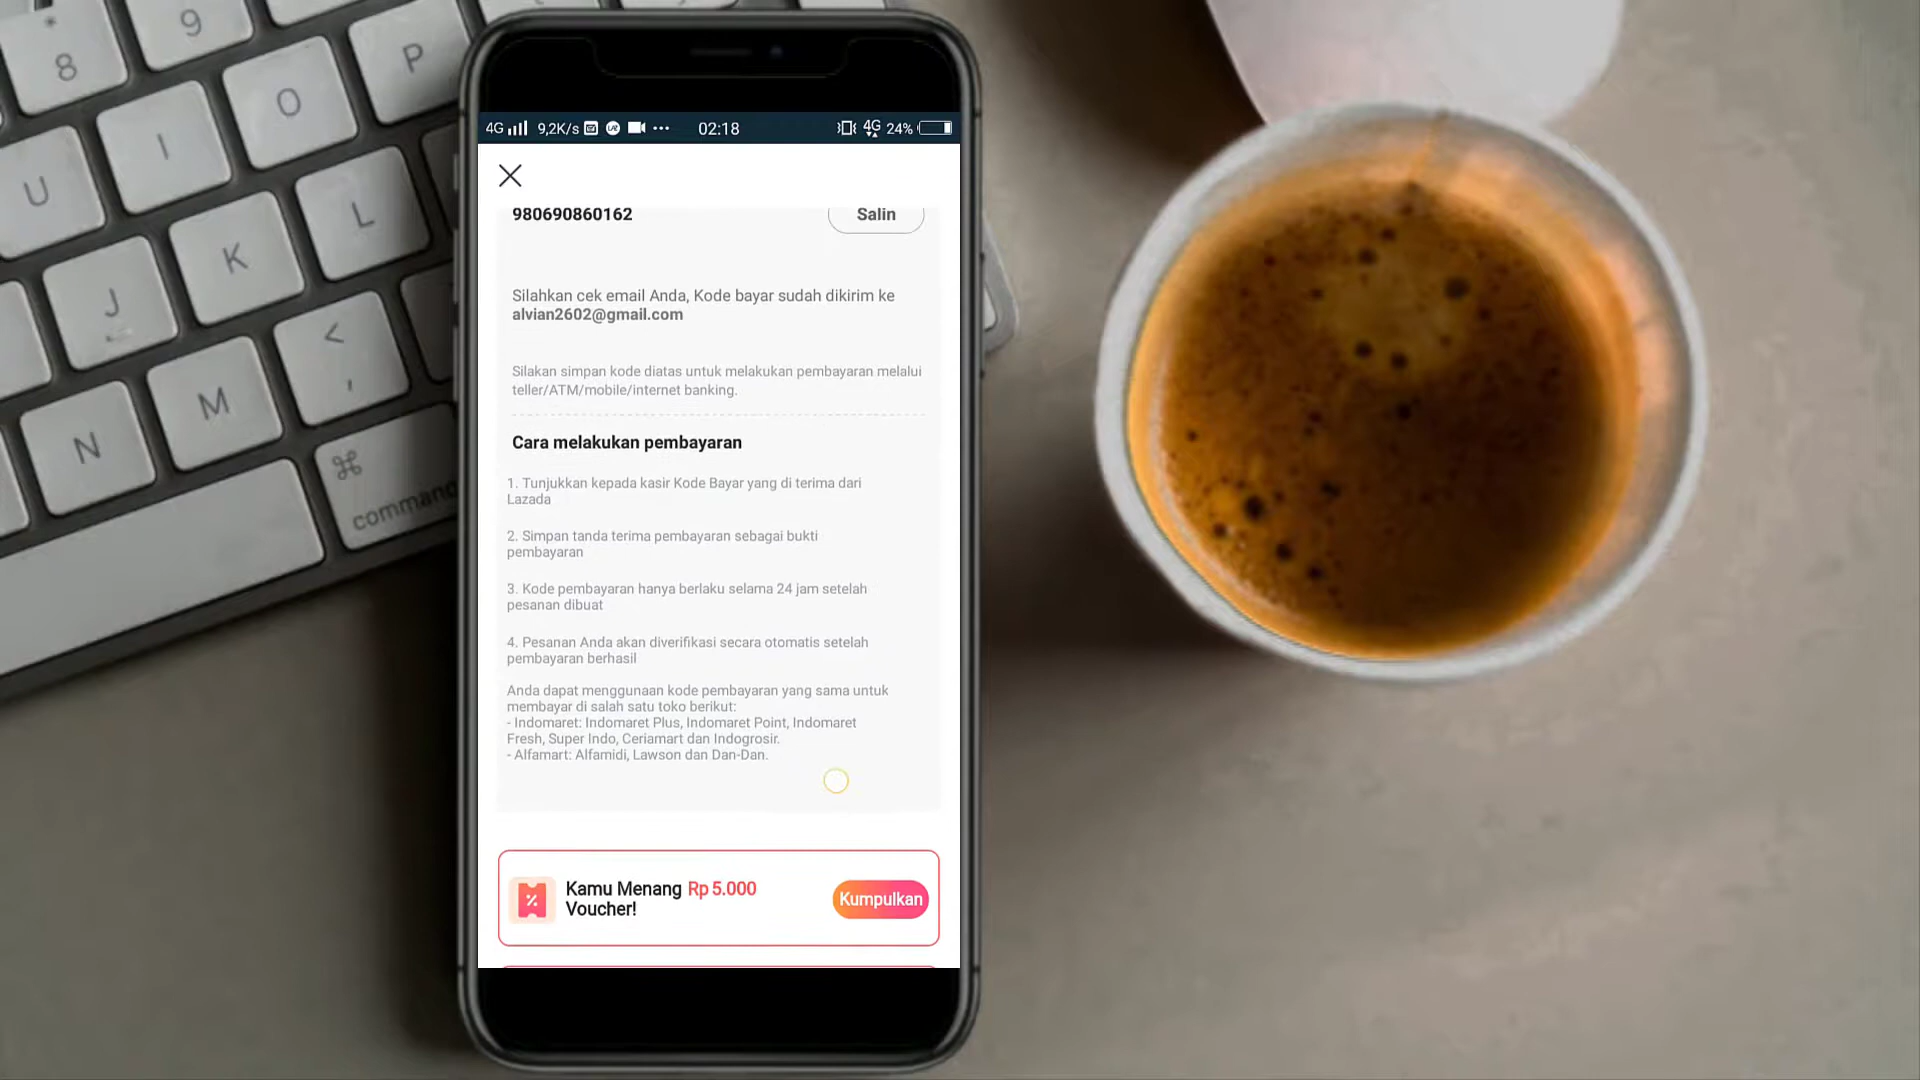 *
8
9
P
O
I
U
L
K
J
<
,
M
N
⌘
command
4G 9,2K/s ••• 02:18 4G 24%
980690860162 Salin
Silahkan cek email Anda, Kode bayar sudah dikirim ke
alvian2602@gmail.com
Silakan simpan kode diatas untuk melakukan pembayaran melalui
teller/ATM/mobile/internet banking.
Cara melakukan pembayaran
1. Tunjukkan kepada kasir Kode Bayar yang di terima dari
Lazada
2. Simpan tanda terima pembayaran sebagai bukti
pembayaran
3. Kode pembayaran hanya berlaku selama 24 jam setelah
pesanan dibuat
4. Pesanan Anda akan diverifikasi secara otomatis setelah
pembayaran berhasil
Anda dapat menggunaan kode pembayaran yang sama untuk
membayar di salah satu toko berikut:
- Indomaret: Indomaret Plus, Indomaret Point, Indomaret
Fresh, Super Indo, Ceriamart dan Indogrosir.
- Alfamart: Alfamidi, Lawson dan Dan-Dan.
Kamu Menang Rp 5.000
Voucher!
Kumpulkan